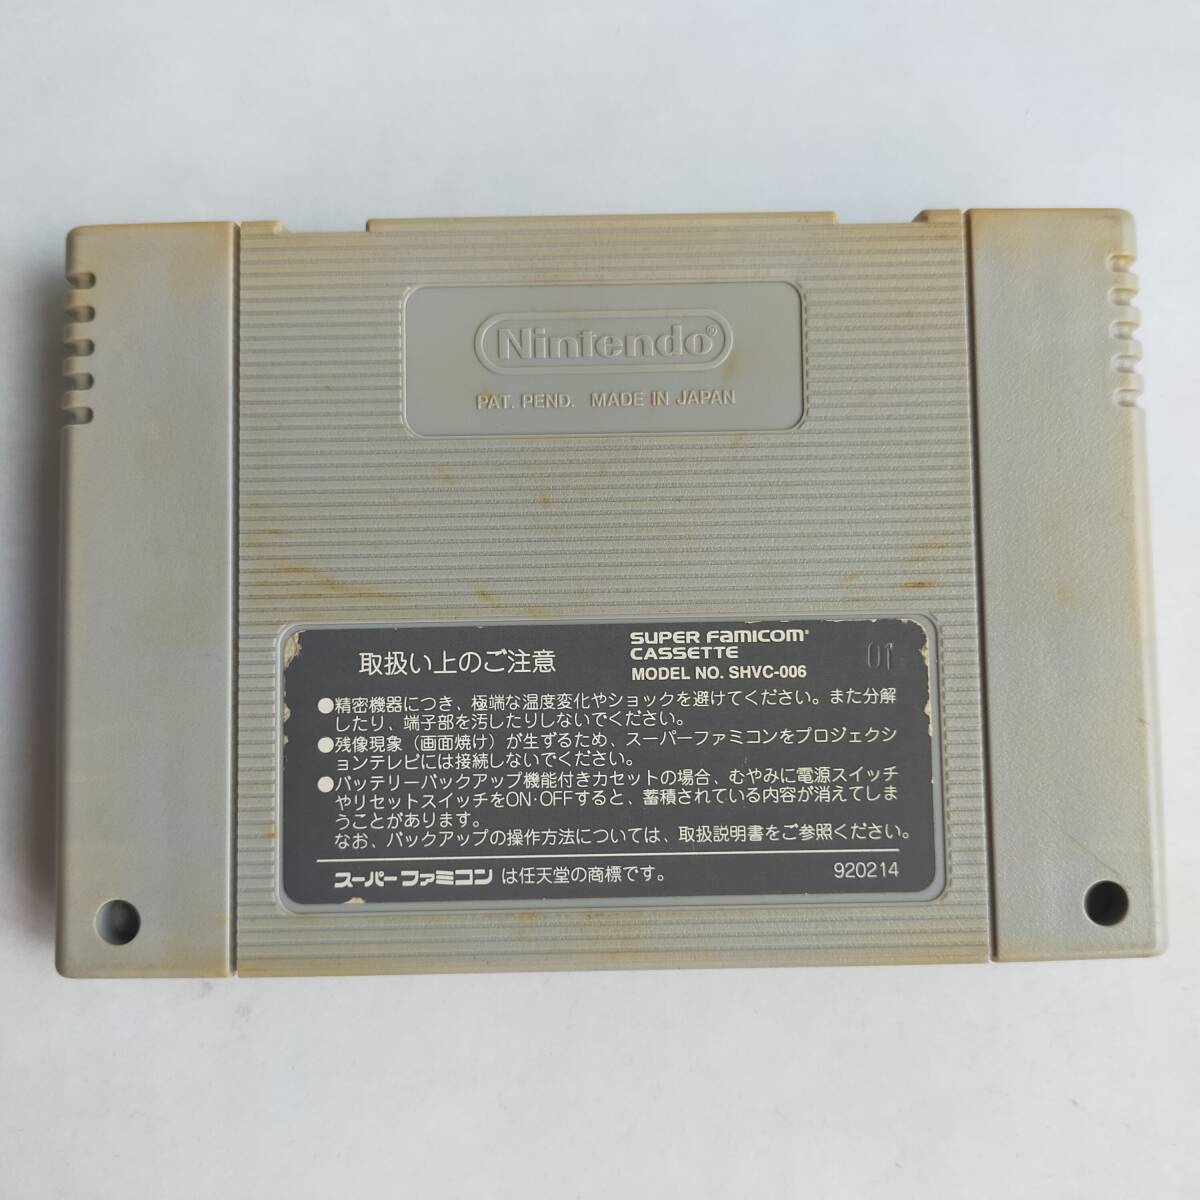 Nintendo®
PAT. PEND. MADE IN JAPAN
取扱い上のご注意
SUPER FAMICOM
CASSETTE
MODEL NO. SHVC-006
01
●精密機器につき、極端な温度変化やショックを避けてください。また分解
したり、端子部を汚したりしないでください。
●残像現象（画面焼け）が生ずるため、スーパーファミコンをプロジェクシ
ョンテレビには接続しないでください。
●バッテリーバックアップ機能付きカセットの場合、むやみに電源スイッチ
やリセットスイッチをON·OFFすると、蓄積されている内容が消えてしま
うことがあります。
なお、バックアップの操作方法については、取扱説明書をご参照ください。
スーパーファミコン は任天堂の商標です。
920214